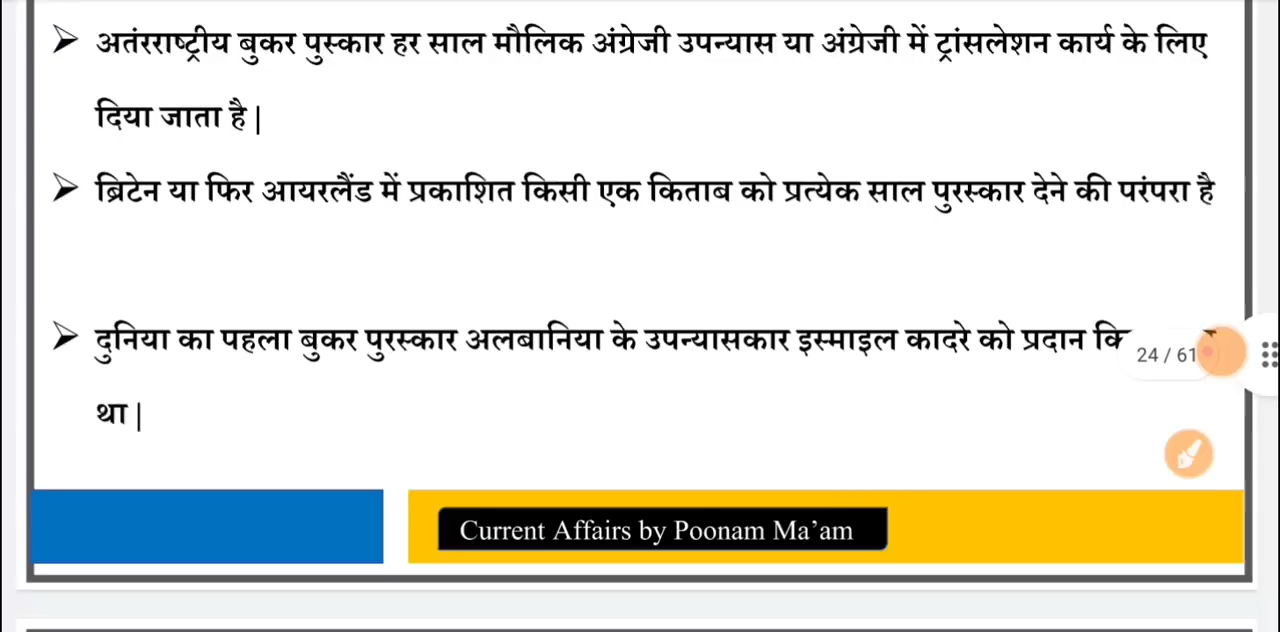 ➢ अतंरराष्ट्रीय बुकर पुस्कार हर साल मौलिक अंग्रेजी उपन्यास या अंग्रेजी में ट्रांसलेशन कार्य के लिए
दिया जाता है |
➢ ब्रिटेन या फिर आयरलैंड में प्रकाशित किसी एक किताब को प्रत्येक साल पुरस्कार देने की परंपरा है
➢ दुनिया का पहला बुकर पुरस्कार अलबानिया के उपन्यासकार इस्माइल कादरे को प्रदान
24 / 61
था |
Current Affairs by Poonam Ma’am